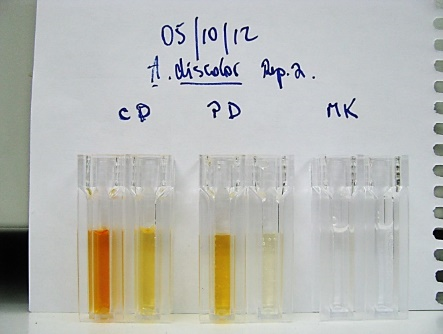 05/10/12
A. discolor Rep. 2.
CD PD MK